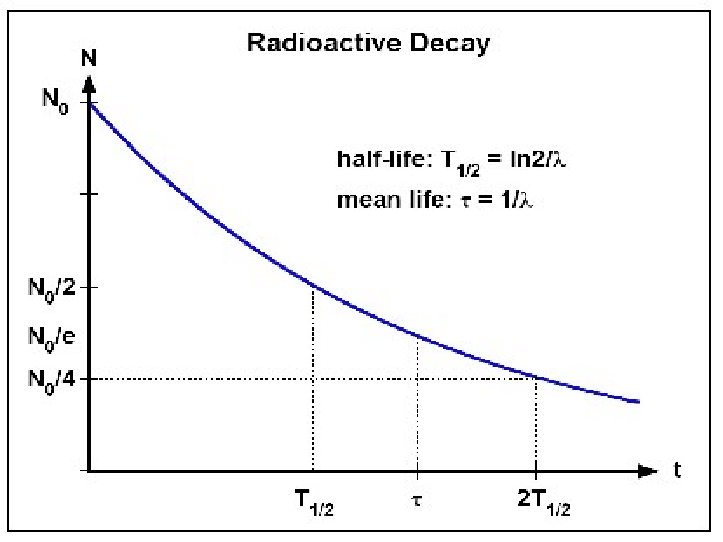 Radioactive Decay
N
N₀
half-life: T₁/₂ = ln2/λ
mean life: τ = 1/λ
N₀/2
N₀/e
N₀/4
t
T₁/₂
τ
2T₁/₂